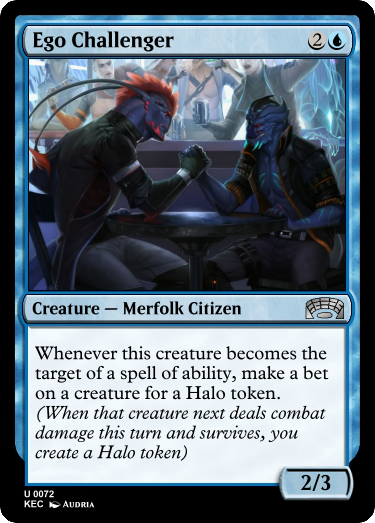 Ego Challenger 2
Creature — Merfolk Citizen
Whenever this creature becomes the
target of a spell of ability, make a bet
on a creature for a Halo token.
(When that creature next deals combat
damage this turn and survives, you
create a Halo token)
2/3
U 0072
KEC Audria